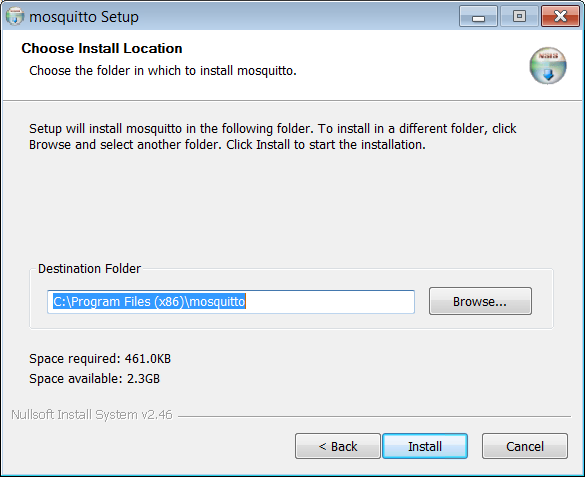 mosquitto Setup
Choose Install Location
Choose the folder in which to install mosquitto.
Setup will install mosquitto in the following folder. To install in a different folder, click
Browse and select another folder. Click Install to start the installation.
Destination Folder
C:\Program Files (x86)\mosquitto
Browse...
Space required: 461.0KB
Space available: 2.3GB
Nullsoft Install System v2.46
< Back
Install
Cancel